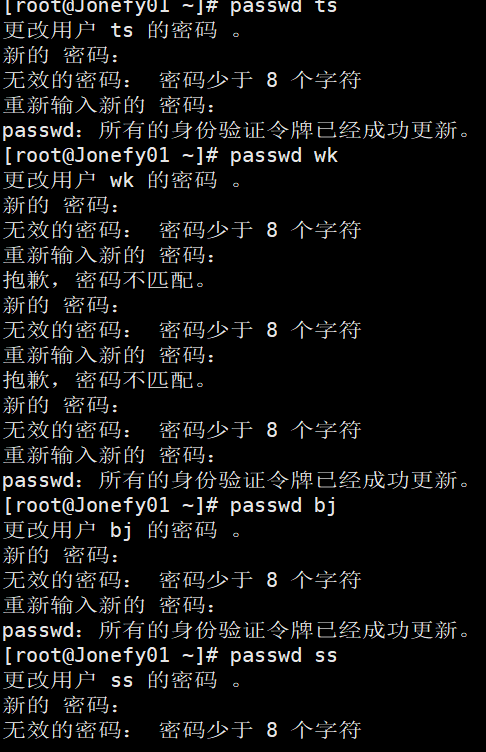 [root@Jonefy01 ~]# passwd ts
更改用户 ts 的密码 。
新的 密码：
无效的密码： 密码少于 8 个字符
重新输入新的 密码：
passwd：所有的身份验证令牌已经成功更新。
[root@Jonefy01 ~]# passwd wk
更改用户 wk 的密码 。
新的 密码：
无效的密码： 密码少于 8 个字符
重新输入新的 密码：
抱歉，密码不匹配。
新的 密码：
无效的密码： 密码少于 8 个字符
重新输入新的 密码：
抱歉，密码不匹配。
新的 密码：
无效的密码： 密码少于 8 个字符
重新输入新的 密码：
passwd：所有的身份验证令牌已经成功更新。
[root@Jonefy01 ~]# passwd bj
更改用户 bj 的密码 。
新的 密码：
无效的密码： 密码少于 8 个字符
重新输入新的 密码：
passwd：所有的身份验证令牌已经成功更新。
[root@Jonefy01 ~]# passwd ss
更改用户 ss 的密码 。
新的 密码：
无效的密码： 密码少于 8 个字符